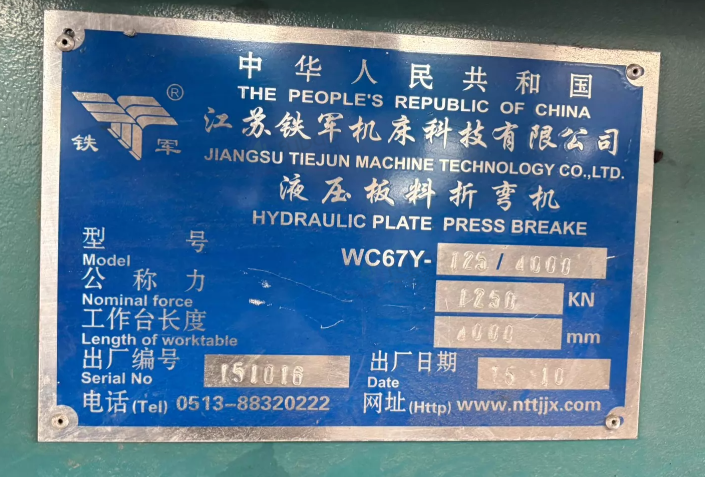 中华人民共和国
THE PEOPLE'S REPUBLIC OF CHINA
®
铁军
江苏铁军机床科技有限公司
JIANGSU TIEJUN MACHINE TECHNOLOGY CO.,LTD.
液压板料折弯机
HYDRAULIC PLATE PRESS BREAKE
型号
Model WC67Y-125/4000
公称力
Nominal force 1250 KN
工作台长度
Length of worktable 4000 mm
出厂编号 出厂日期
Serial No 151016 Date 15 10
电话(Tel) 0513-88320222 网址(Http) www.nttjjx.com